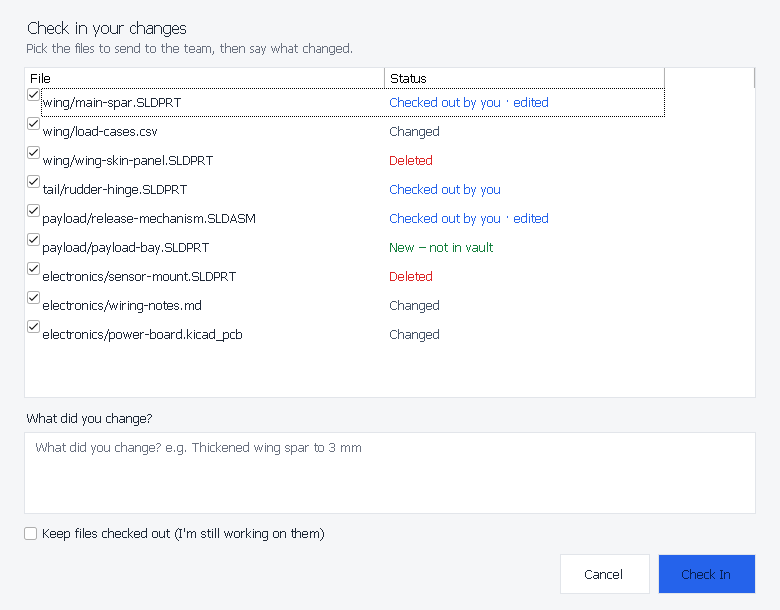 Check in your changes
Pick the files to send to the team, then say what changed.
File Status
wing/main-spar.SLDPRT Checked out by you · edited
wing/load-cases.csv Changed
wing/wing-skin-panel.SLDPRT Deleted
tail/rudder-hinge.SLDPRT Checked out by you
payload/release-mechanism.SLDASM Checked out by you · edited
payload/payload-bay.SLDPRT New – not in vault
electronics/sensor-mount.SLDPRT Deleted
electronics/wiring-notes.md Changed
electronics/power-board.kicad_pcb Changed
What did you change?
What did you change? e.g. Thickened wing spar to 3 mm
Keep files checked out (I'm still working on them)
Cancel Check In